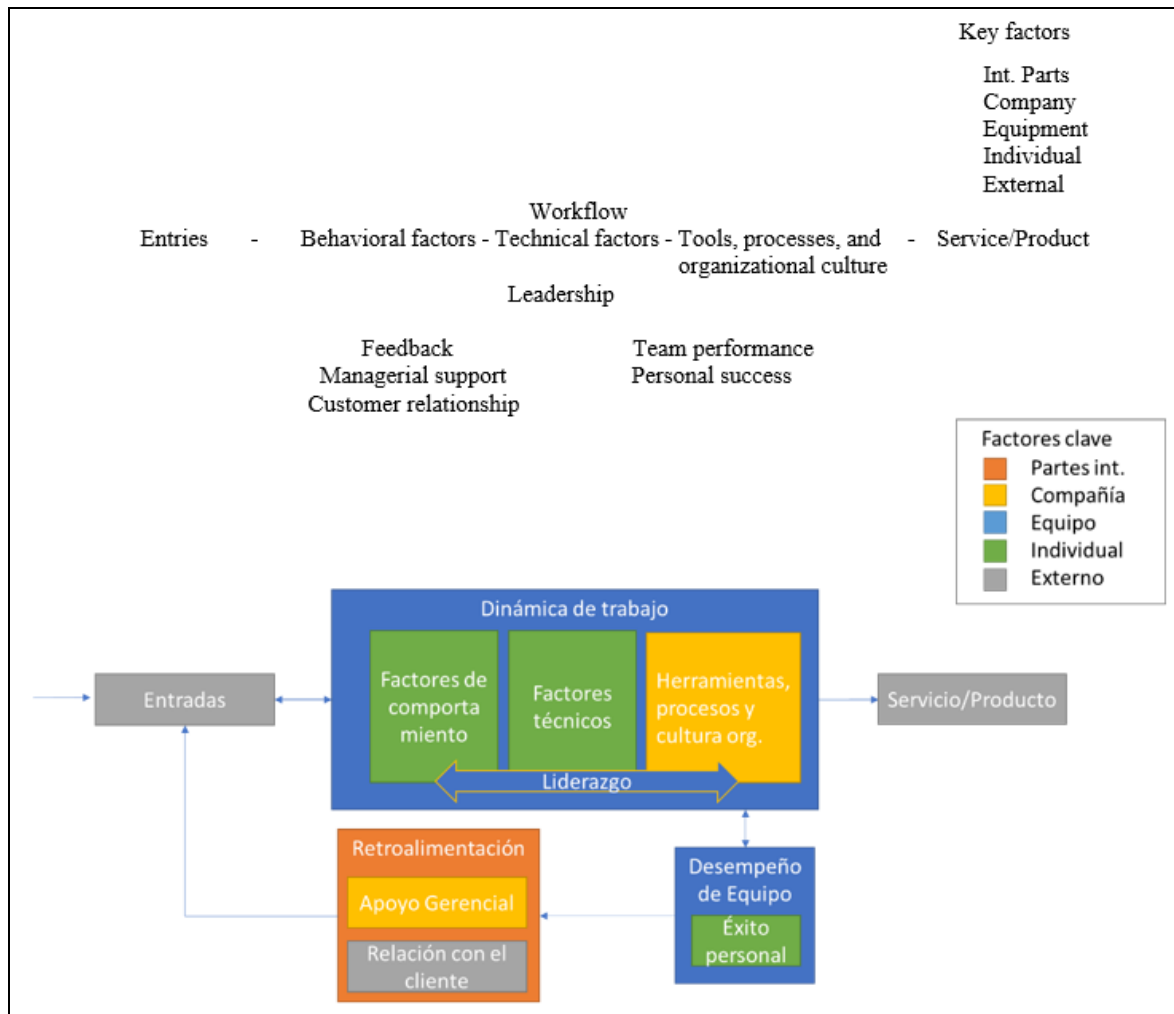 Key factors
Int. Parts
Company
Equipment
Individual
External
Workflow
Entries - Behavioral factors - Technical factors - Tools, processes, and - Service/Product
organizational culture
Leadership
Feedback Team performance
Managerial support Personal success
Customer relationship
Factores clave
Partes int.
Compañía
Equipo
Individual
Externo
Dinámica de trabajo
Entradas
Factores de
comporta
miento
Factores
técnicos
Herramientas,
procesos y
cultura org.
Servicio/Producto
Liderazgo
Retroalimentación
Apoyo Gerencial
Relación con el
cliente
Desempeño
de Equipo
Éxito
personal